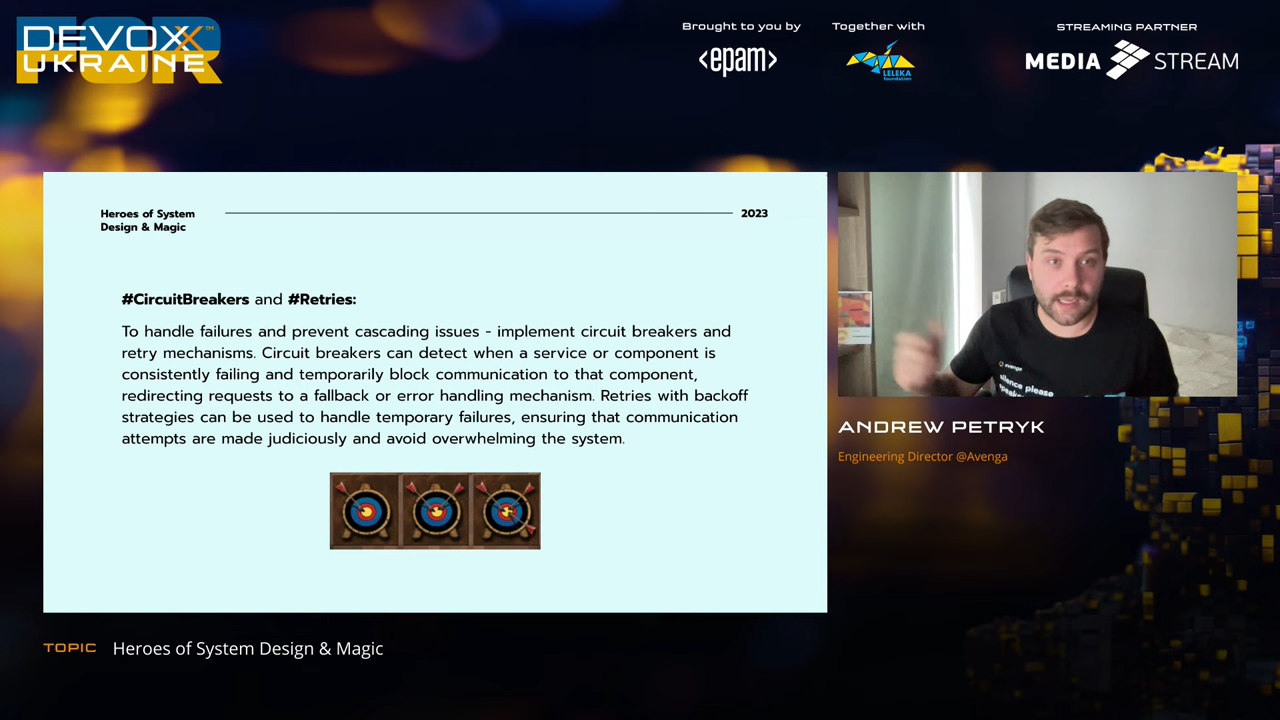 DEVOXX™
UKRAINE
Brought to you by
<epam>
Together with
LELEKA
foundation
STREAMING PARTNER
MEDIA STREAM
Heroes of System
Design & Magic
2023
#CircuitBreakers and #Retries:
To handle failures and prevent cascading issues - implement circuit breakers and
retry mechanisms. Circuit breakers can detect when a service or component is
consistently failing and temporarily block communication to that component,
redirecting requests to a fallback or error handling mechanism. Retries with backoff
strategies can be used to handle temporary failures, ensuring that communication
attempts are made judiciously and avoid overwhelming the system.
avenga
silence please
ANDREW PETRYK
Engineering Director @Avenga
TOPIC Heroes of System Design & Magic